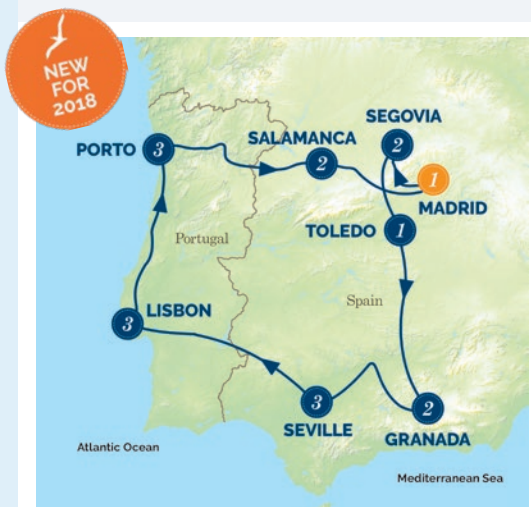 NEW
FOR
2018
SEGOVIA
2
SALAMANCA
2
PORTO 3
1
MADRID
TOLEDO 1
Portugal
Spain
3 LISBON
3
SEVILLE
2
GRANADA
Atlantic Ocean
Mediterranean Sea